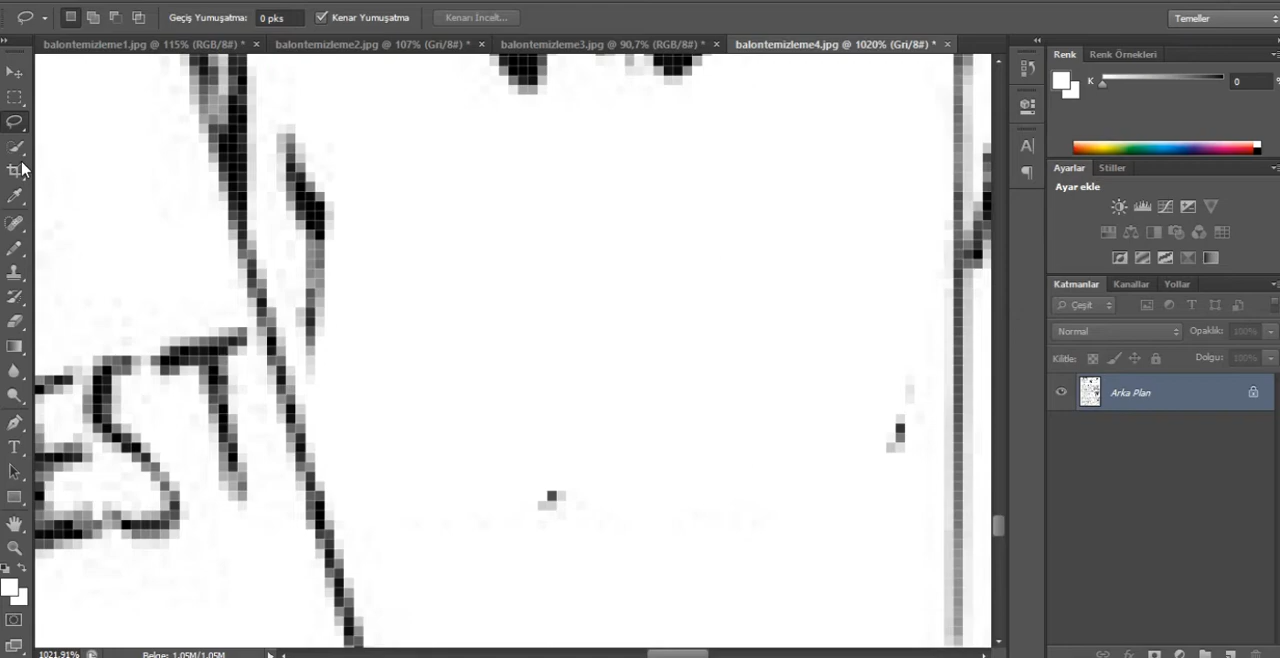 Geçiş Yumuşatma: 0 pks Kenar Yumuşatma Kenarı İncelt... Temeller
balontemizleme1.jpg @ 115% (RGB/8#) * × balontemizleme2.jpg @ 107% (Gri/8#) * × balontemizleme3.jpg @ 90,7% (RGB/8#) * × balontemizleme4.jpg @ 1020% (Gri/8#) * ×
Renk Renk Örnekleri
K 0 %
Ayarlar Stiller
Ayar ekle
Katmanlar Kanallar Yollar
Çeşit
Normal Opaklık: 100%
Kilitle: Dolgu: 100%
Arka Plan
EST
1021,91% Belge: 1,05M/1,05M